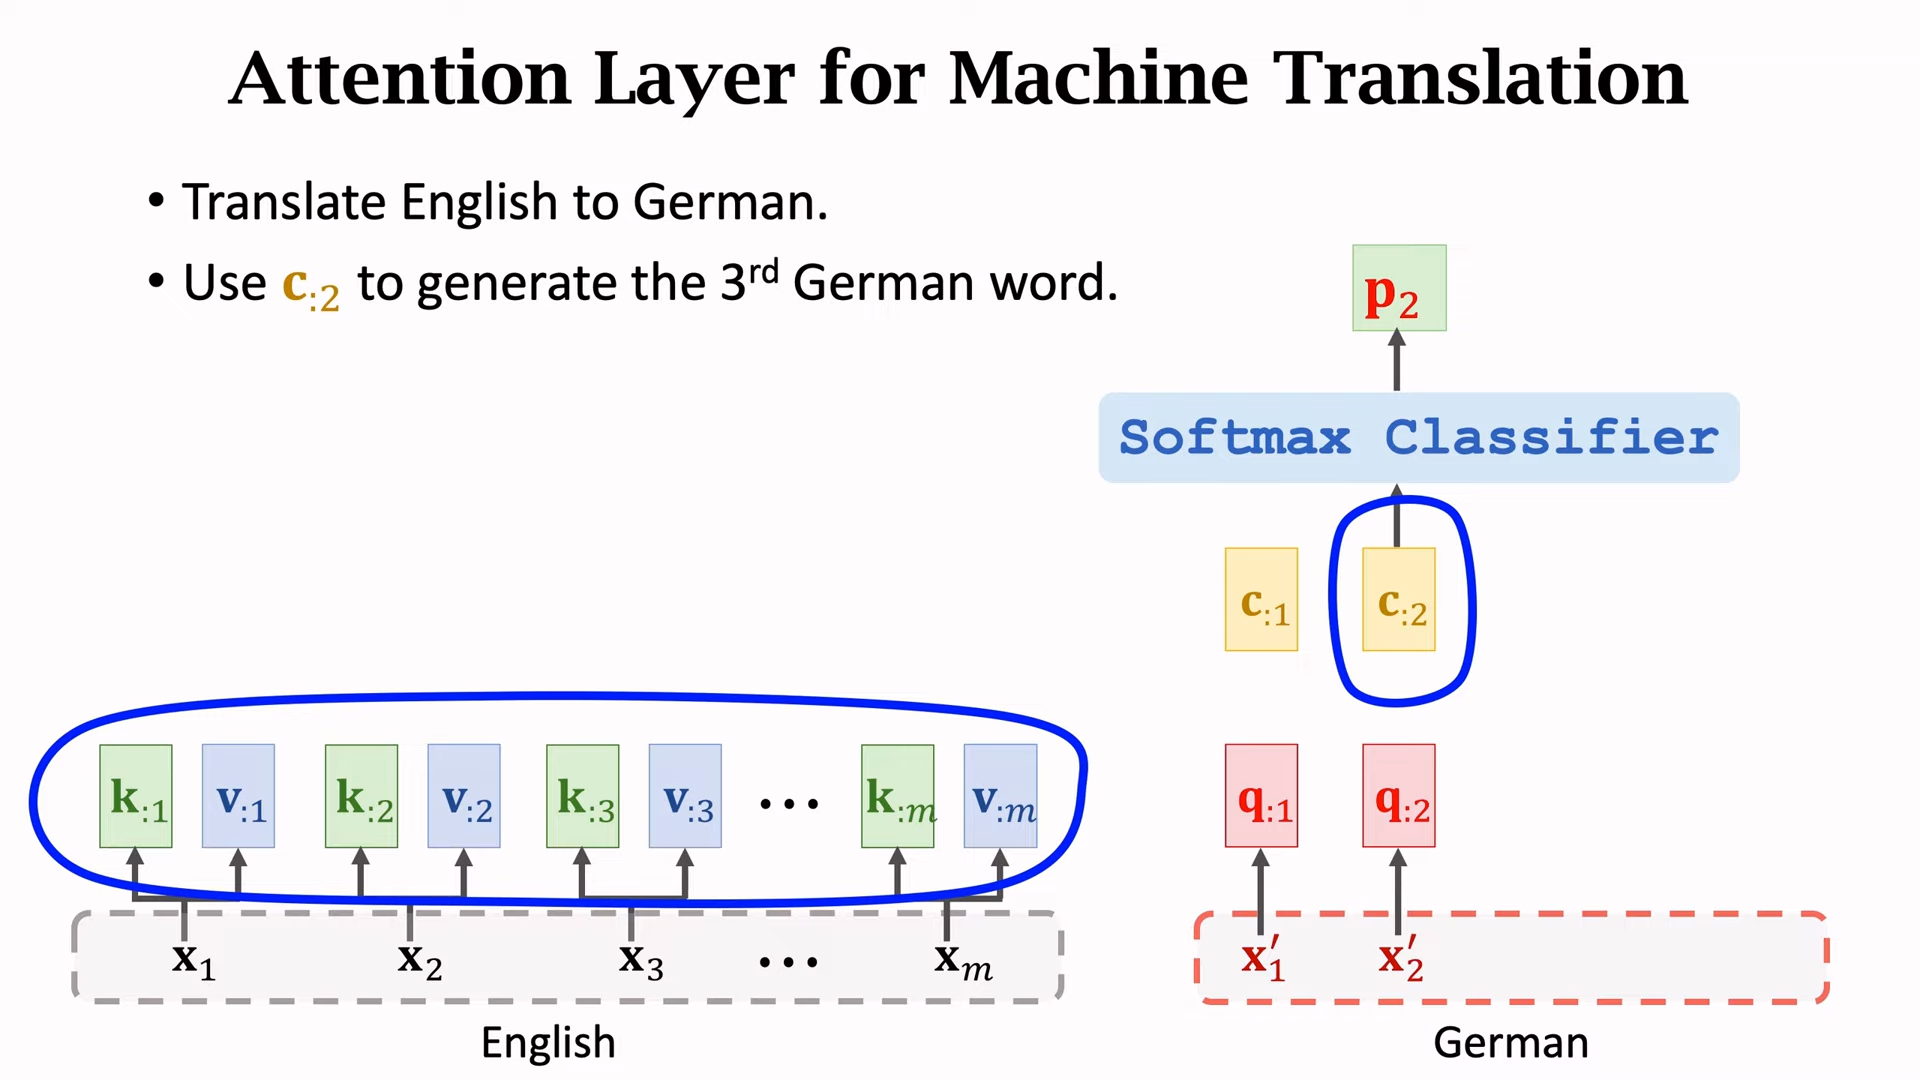 Attention Layer for Machine Translation
• Translate English to German.
• Use c:2 to generate the 3rd German word.
p2
Softmax Classifier
c:1 c:2
k:1 v:1 k:2 v:2 k:3 v:3 ⋯ k:m v:m q:1 q:2
x1 x2 x3 ⋯ xm x′1 x′2
English German